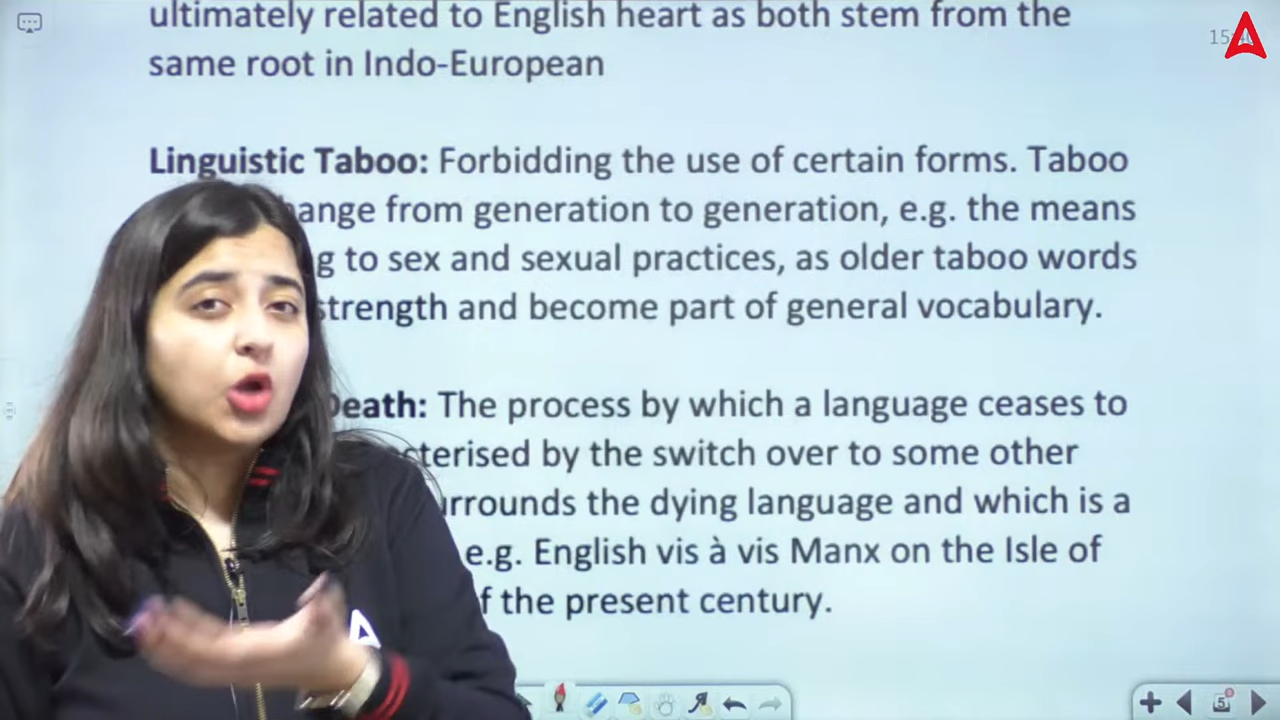 ultimately related to English heart as both stem from the
same root in Indo-European
Linguistic Taboo: Forbidding the use of certain forms. Taboo
ange from generation to generation, e.g. the means
g to sex and sexual practices, as older taboo words
strength and become part of general vocabulary.
Death: The process by which a language ceases to
cterised by the switch over to some other
rrounds the dying language and which is a
e.g. English vis à vis Manx on the Isle of
f the present century.